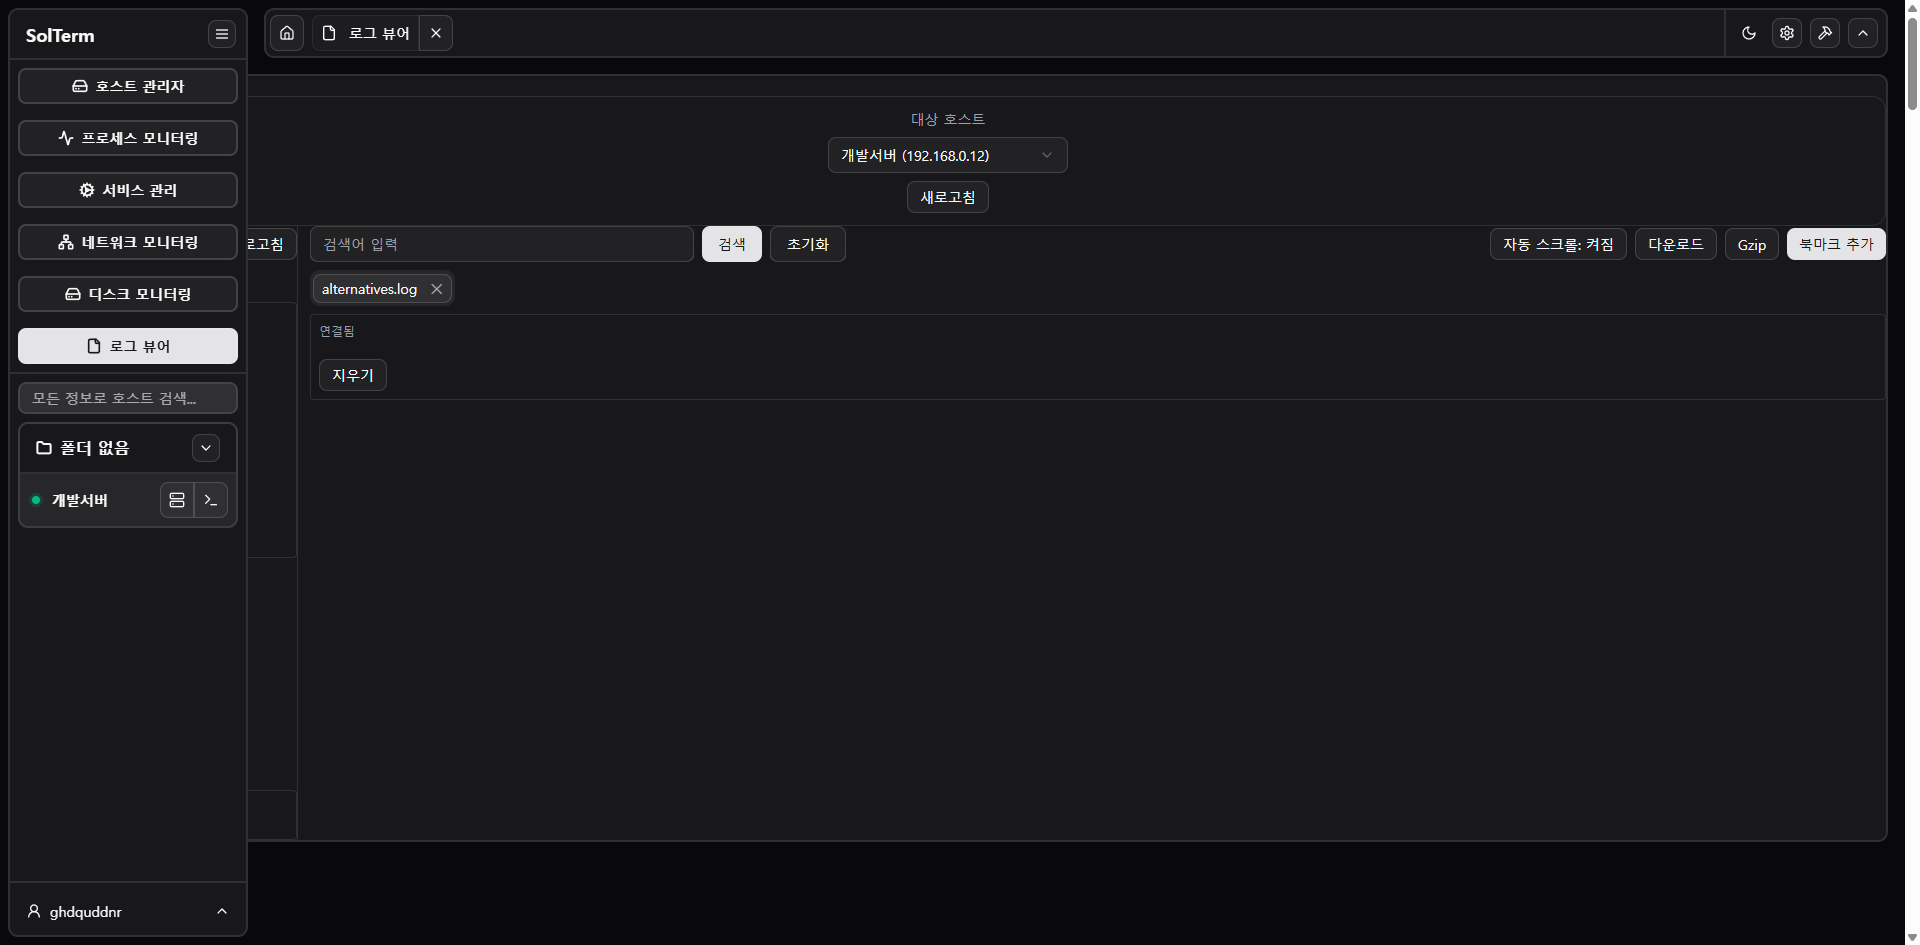 SolTerm
호스트 관리자
프로세스 모니터링
서비스 관리
네트워크 모니터링
디스크 모니터링
로그 뷰어
모든 정보로 호스트 검색...
폴더 없음
개발서버
ghdquddnr
로그 뷰어
대상 호스트
개발서버 (192.168.0.12)
새로고침
로고침
검색어 입력
검색
초기화
자동 스크롤: 켜짐
다운로드
Gzip
북마크 추가
alternatives.log
연결됨
지우기